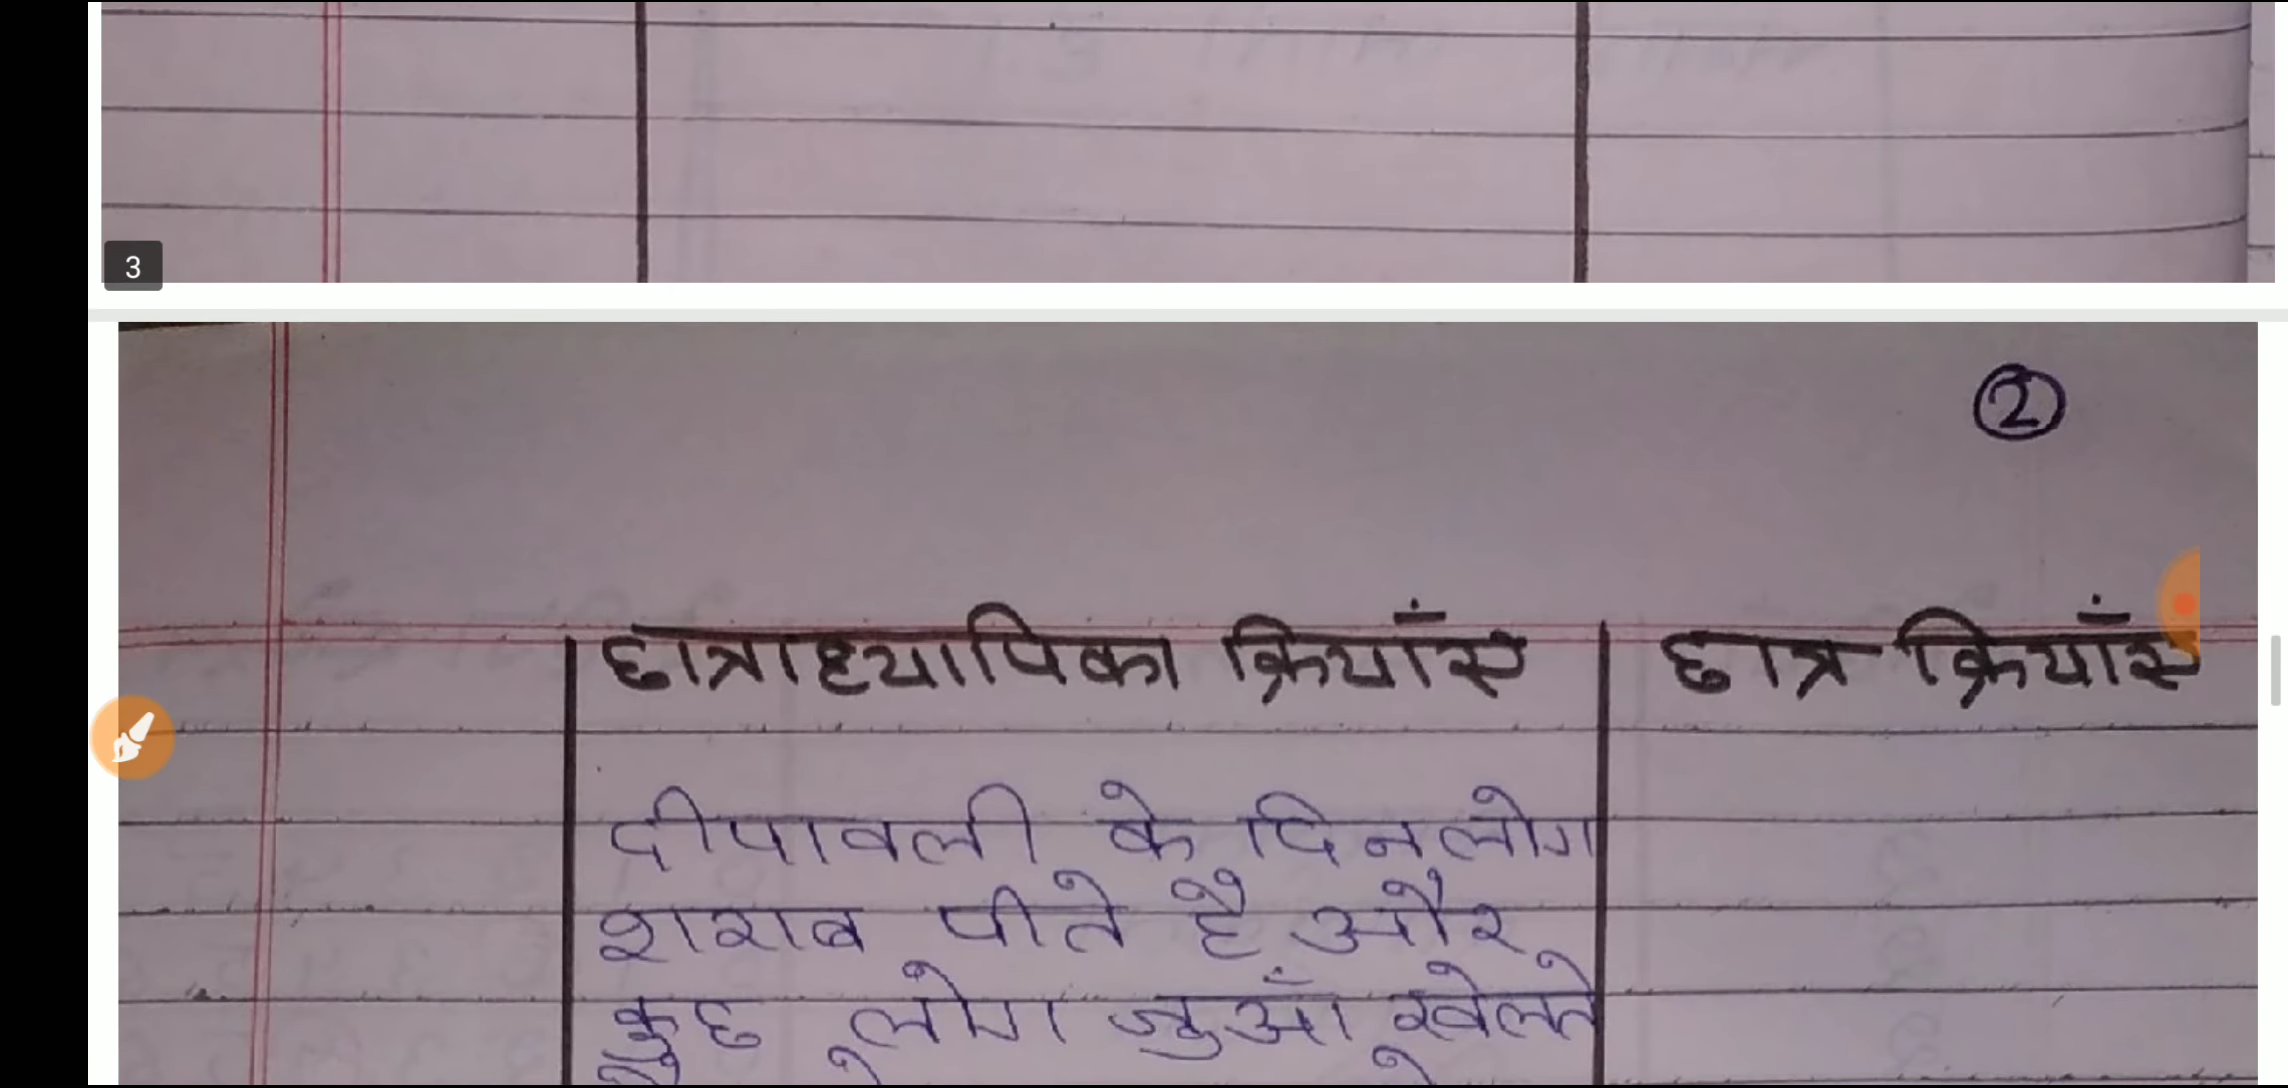 3
2
छात्राध्यापिका क्रियाँए छात्र क्रियाँए
दीपावली के दिन लोग
शराब पीते है और
कुछ लोग जुआँ खेलते